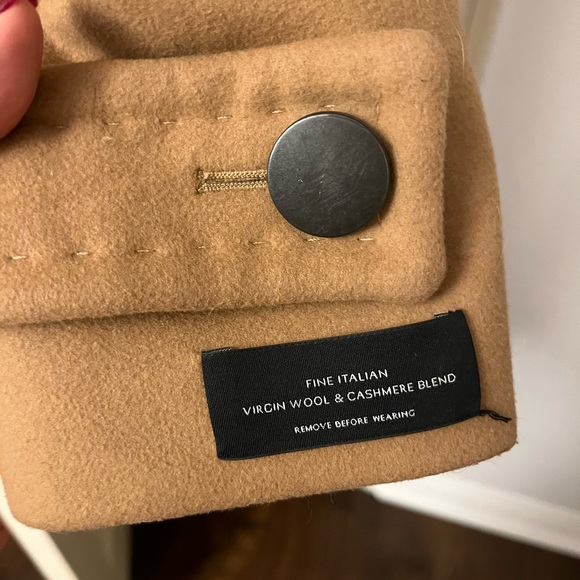 FINE ITALIAN
VIRGIN WOOL & CASHMERE BLEND
REMOVE BEFORE WEARING